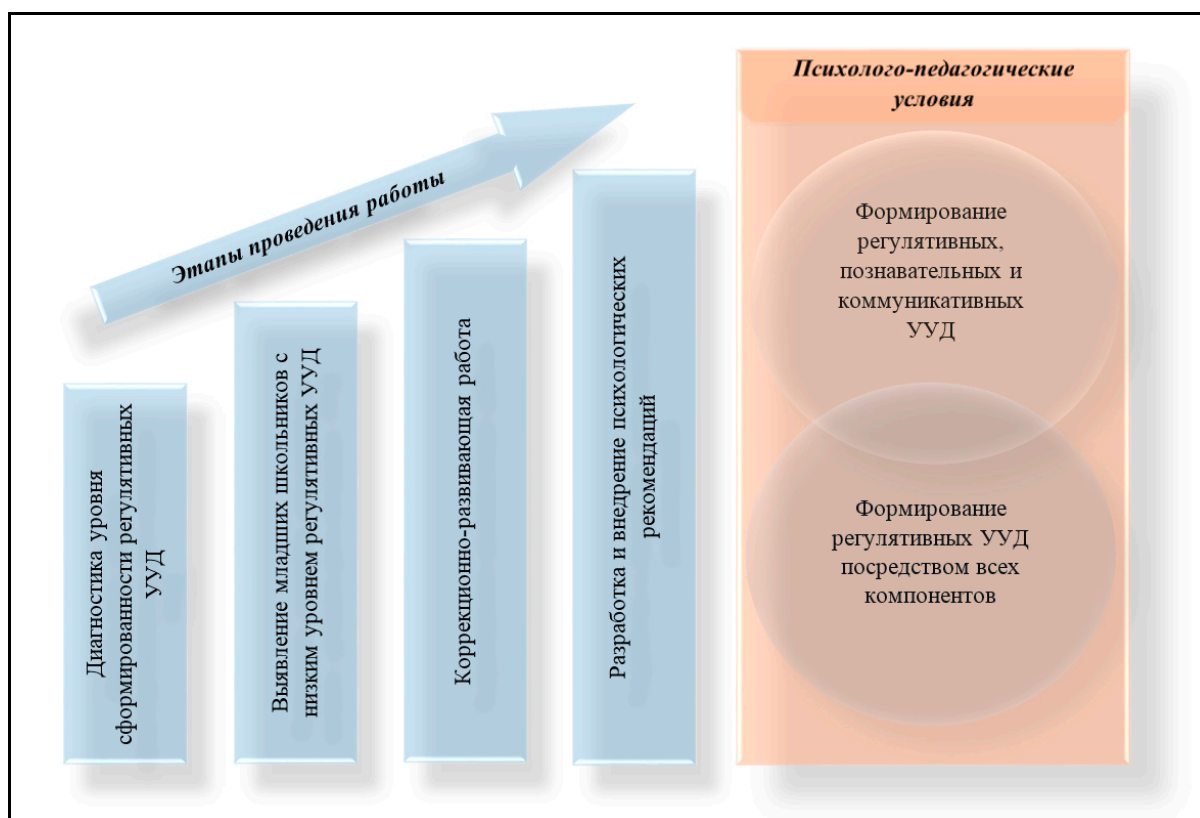 Этапы проведения работы
Диагностика уровня
сформированности регулятивных
УУД
Выявление младших школьников с
низким уровнем регулятивных УУД
Коррекционно-развивающая работа
Разработка и внедрение психологических
рекомендаций
Психолого-педагогические
условия
Формирование
регулятивных,
познавательных и
коммуникативных
УУД
Формирование
регулятивных УУД
посредством всех
компонентов